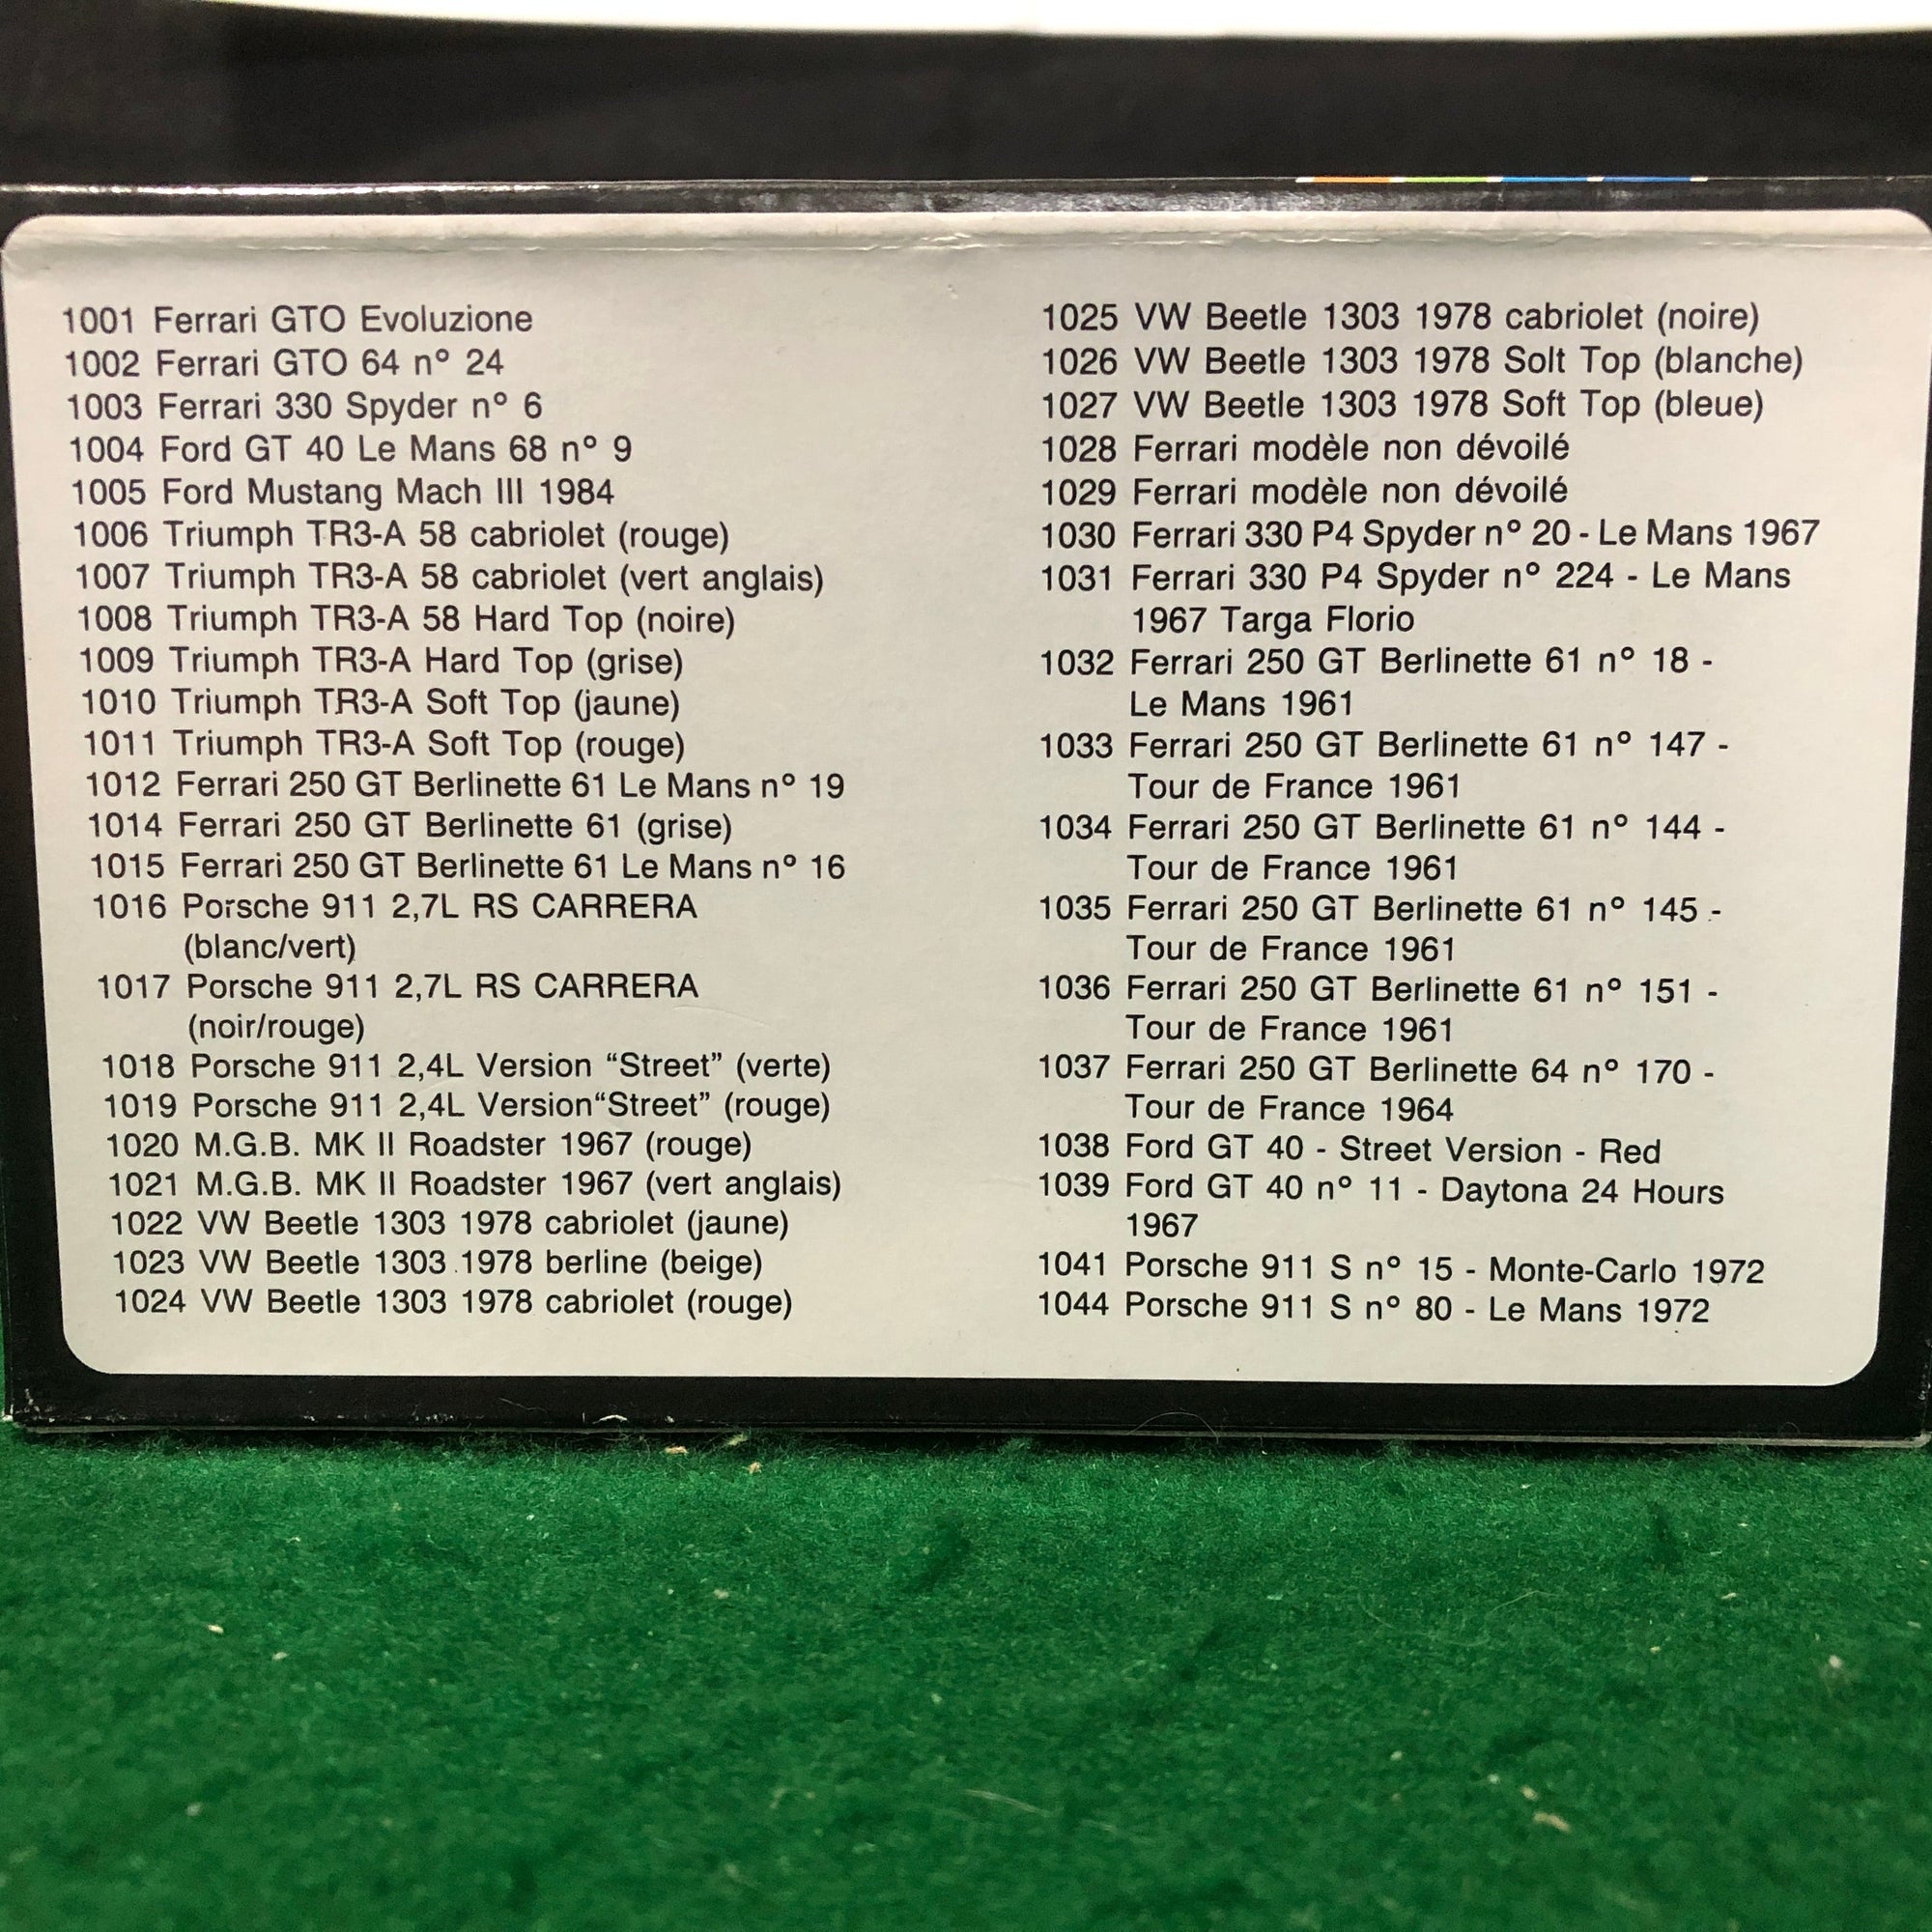 1001 Ferrari GTO Evoluzione
1002 Ferrari GTO 64 n° 24
1003 Ferrari 330 Spyder n° 6
1004 Ford GT 40 Le Mans 68 n° 9
1005 Ford Mustang Mach III 1984
1006 Triumph TR3-A 58 cabriolet (rouge)
1007 Triumph TR3-A 58 cabriolet (vert anglais)
1008 Triumph TR3-A 58 Hard Top (noire)
1009 Triumph TR3-A Hard Top (grise)
1010 Triumph TR3-A Soft Top (jaune)
1011 Triumph TR3-A Soft Top (rouge)
1012 Ferrari 250 GT Berlinette 61 Le Mans n° 19
1014 Ferrari 250 GT Berlinette 61 (grise)
1015 Ferrari 250 GT Berlinette 61 Le Mans n° 16
1016 Porsche 911 2,7L RS CARRERA
(blanc/vert)
1017 Porsche 911 2,7L RS CARRERA
(noir/rouge)
1018 Porsche 911 2,4L Version “Street” (verte)
1019 Porsche 911 2,4L Version“Street” (rouge)
1020 M.G.B. MK II Roadster 1967 (rouge)
1021 M.G.B. MK II Roadster 1967 (vert anglais)
1022 VW Beetle 1303 1978 cabriolet (jaune)
1023 VW Beetle 1303 1978 berline (beige)
1024 VW Beetle 1303 1978 cabriolet (rouge)
1025 VW Beetle 1303 1978 cabriolet (noire)
1026 VW Beetle 1303 1978 Solt Top (blanche)
1027 VW Beetle 1303 1978 Soft Top (bleue)
1028 Ferrari modèle non dévoilé
1029 Ferrari modèle non dévoilé
1030 Ferrari 330 P4 Spyder n° 20 - Le Mans 1967
1031 Ferrari 330 P4 Spyder n° 224 - Le Mans
1967 Targa Florio
1032 Ferrari 250 GT Berlinette 61 n° 18 -
Le Mans 1961
1033 Ferrari 250 GT Berlinette 61 n° 147 -
Tour de France 1961
1034 Ferrari 250 GT Berlinette 61 n° 144 -
Tour de France 1961
1035 Ferrari 250 GT Berlinette 61 n° 145 -
Tour de France 1961
1036 Ferrari 250 GT Berlinette 61 n° 151 -
Tour de France 1961
1037 Ferrari 250 GT Berlinette 64 n° 170 -
Tour de France 1964
1038 Ford GT 40 - Street Version - Red
1039 Ford GT 40 n° 11 - Daytona 24 Hours
1967
1041 Porsche 911 S n° 15 - Monte-Carlo 1972
1044 Porsche 911 S n° 80 - Le Mans 1972